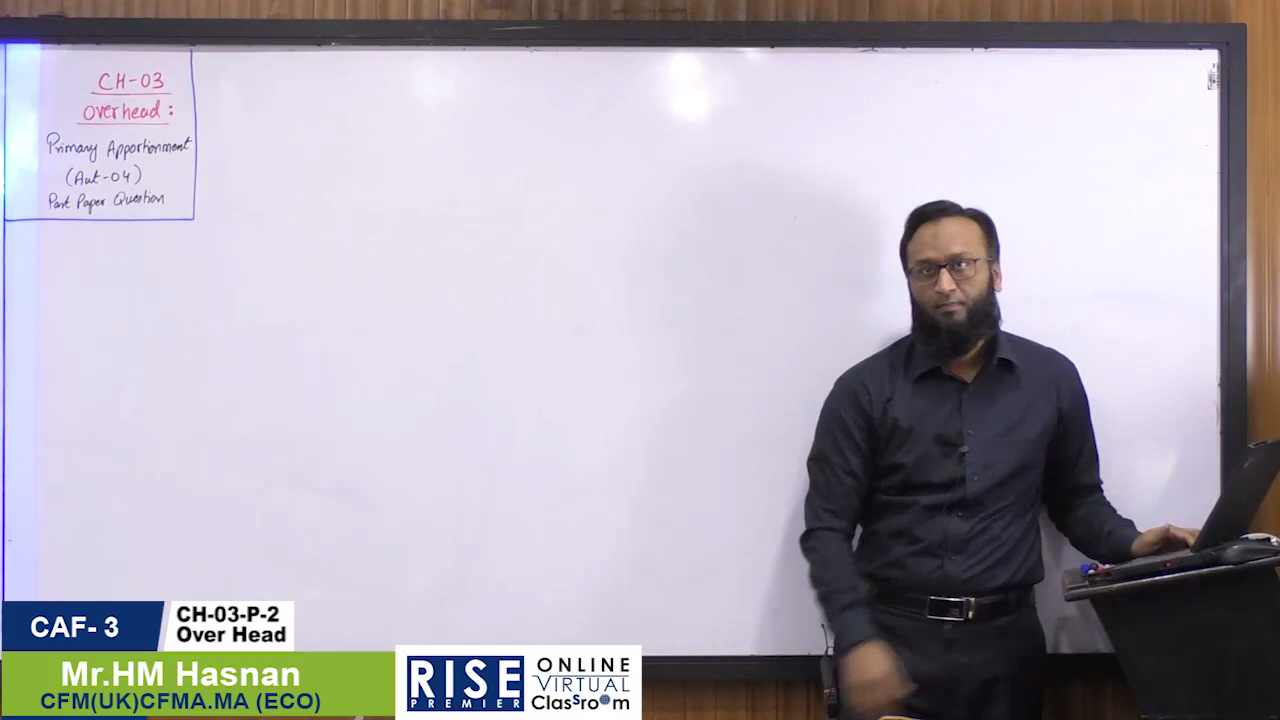 CH-03
Overhead:
Primary Apportionment
(Aut-04)
Past Paper Question
CAF- 3
CH-03-P-2
Over Head
Mr.HM Hasnan
CFM(UK)CFMA.MA (ECO)
RISE
PREMIER
ONLINE
VIRTUAL
ClassRoom